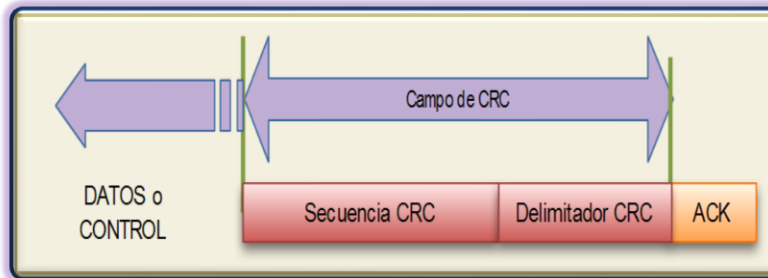 Campo de CRC
DATOS o
CONTROL
Secuencia CRC
Delimitador CRC
ACK